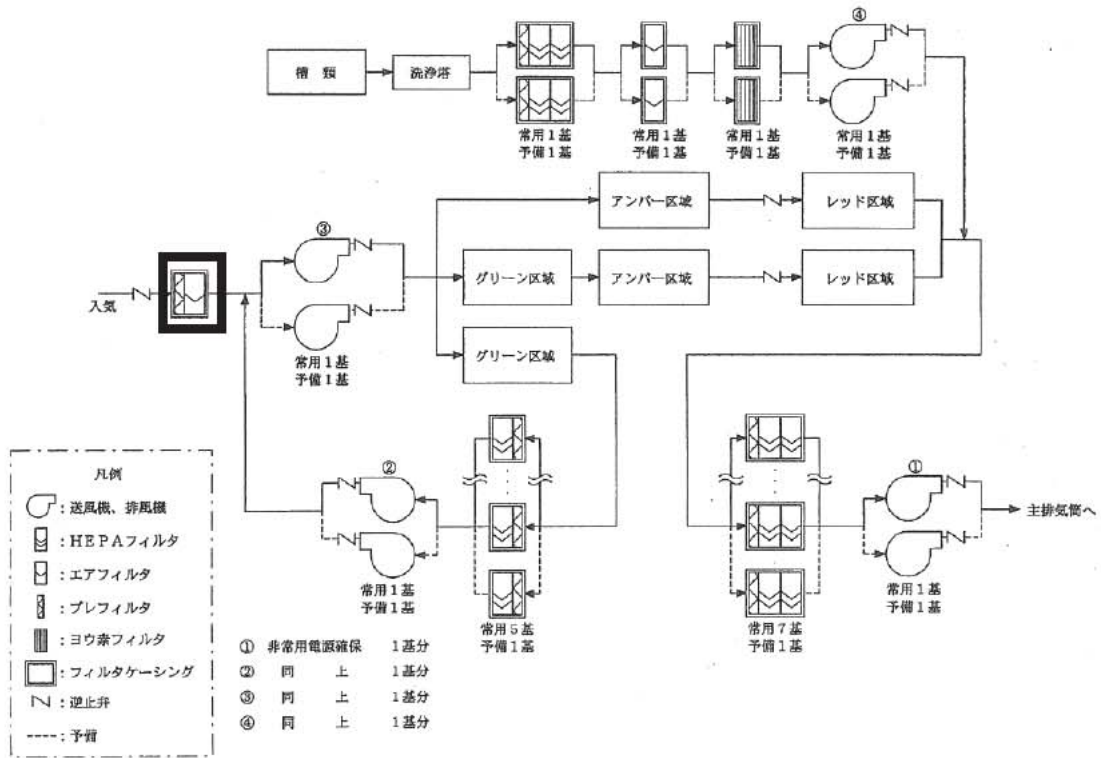 ④
槽 類
洗浄塔
常用1基
予備1基
常用1基
予備1基
常用1基
予備1基
常用1基
予備1基
アンバー区域
レッド区域
③
入気
グリーン区域
アンバー区域
レッド区域
常用1基
予備1基
グリーン区域
②
①
主排気筒へ
常用1基
予備1基
常用5基
予備1基
常用7基
予備1基
常用1基
予備1基
凡例
:送風機、排風機
:HEPAフィルタ
:エアフィルタ
:プレフィルタ
:ヨウ素フィルタ
:フィルタケーシング
:逆止弁
:予備
① 非常用電源確保 1基分
② 同 上 1基分
③ 同 上 1基分
④ 同 上 1基分